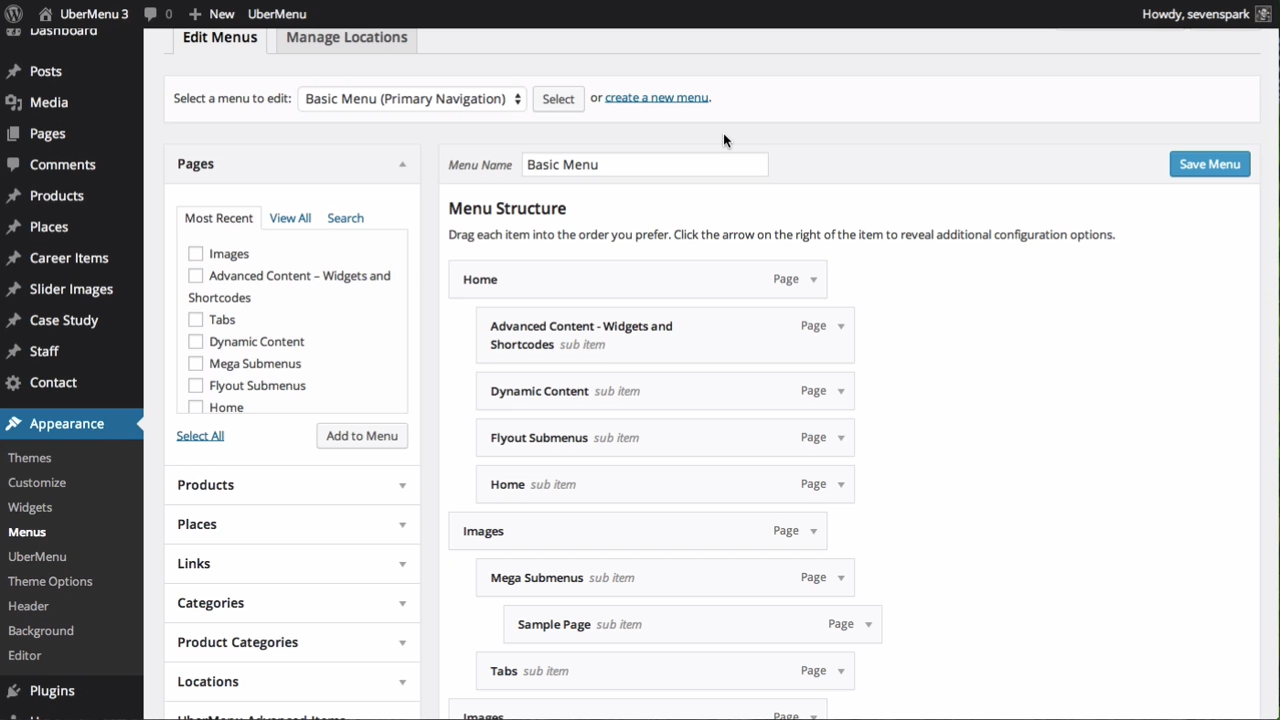 UberMenu 3 0 New UberMenu Howdy, sevenspark
Dashboard
Posts
Media
Pages
Comments
Products
Places
Career Items
Slider Images
Case Study
Staff
Contact
Appearance
Themes
Customize
Widgets
Menus
UberMenu
Theme Options
Header
Background
Editor
Plugins
Edit Menus Manage Locations
Select a menu to edit: Basic Menu (Primary Navigation) Select or create a new menu.
Pages
Most Recent View All Search
Images
Advanced Content – Widgets and
Shortcodes
Tabs
Dynamic Content
Mega Submenus
Flyout Submenus
Home
Select All Add to Menu
Products
Places
Links
Categories
Product Categories
Locations
UberMenu Advanced Items
Menu Name Basic Menu Save Menu
Menu Structure
Drag each item into the order you prefer. Click the arrow on the right of the item to reveal additional configuration options.
Home Page
Advanced Content - Widgets and
Shortcodes sub item Page
Dynamic Content sub item Page
Flyout Submenus sub item Page
Home sub item Page
Images Page
Mega Submenus sub item Page
Sample Page sub item Page
Tabs sub item Page
Images Page